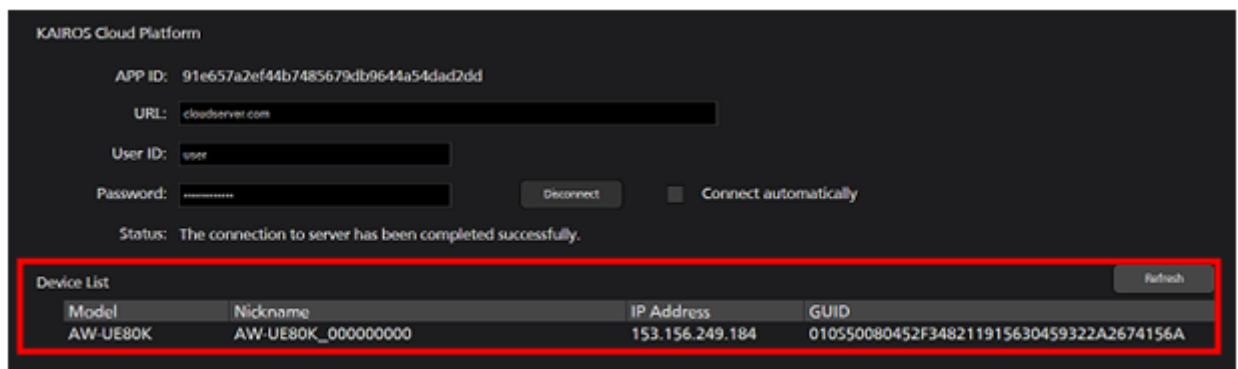 KAIROS Cloud Platform
APP ID: 91e657a2ef44b7485679db9644a54dad2dd
URL: cloudserver.com
User ID: user
Password: ------------
Disconnect
Connect automatically
Status: The connection to server has been completed successfully.
Device List
Refresh
Model Nickname IP Address GUID
AW-UE80K AW-UE80K_000000000 153.156.249.184 010S50080452F348211915630459322A2674156A